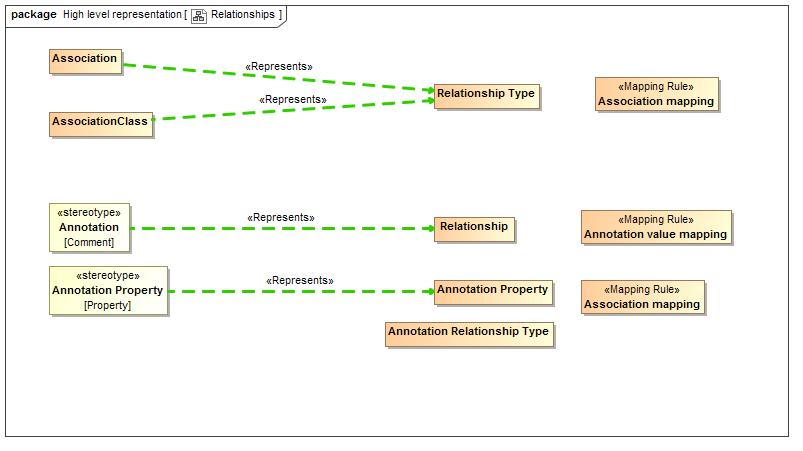 package High level representation [ Relationships ]
Association
«Represents»
Relationship Type
«Mapping Rule»
Association mapping
«Represents»
AssociationClass
«stereotype»
Annotation
[Comment]
«Represents»
Relationship
«Mapping Rule»
Annotation value mapping
«stereotype»
Annotation Property
[Property]
«Represents»
Annotation Property
«Mapping Rule»
Association mapping
Annotation Relationship Type